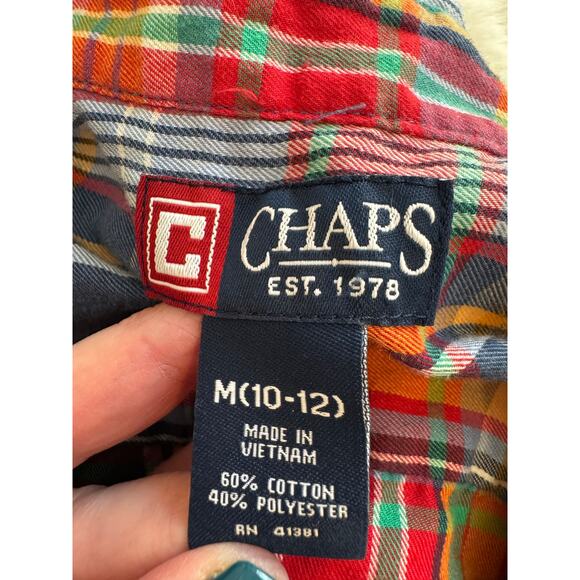 C CHAPS
EST. 1978
M(10-12)
MADE IN
VIETNAM
60% COTTON
40% POLYESTER
RN 41381